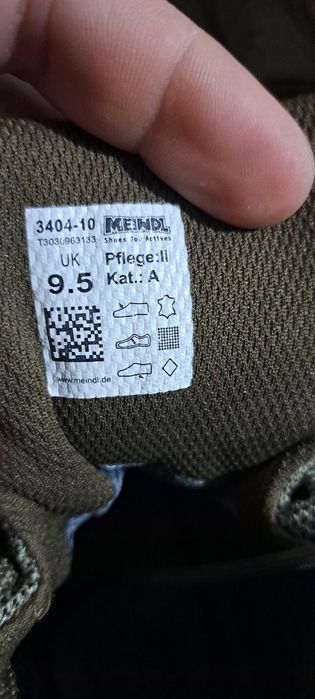 3404-10 MEINDL
T3030963133 Shoes For Actives
UK Pflege:II
9.5 Kat.: A
www.meindl.de